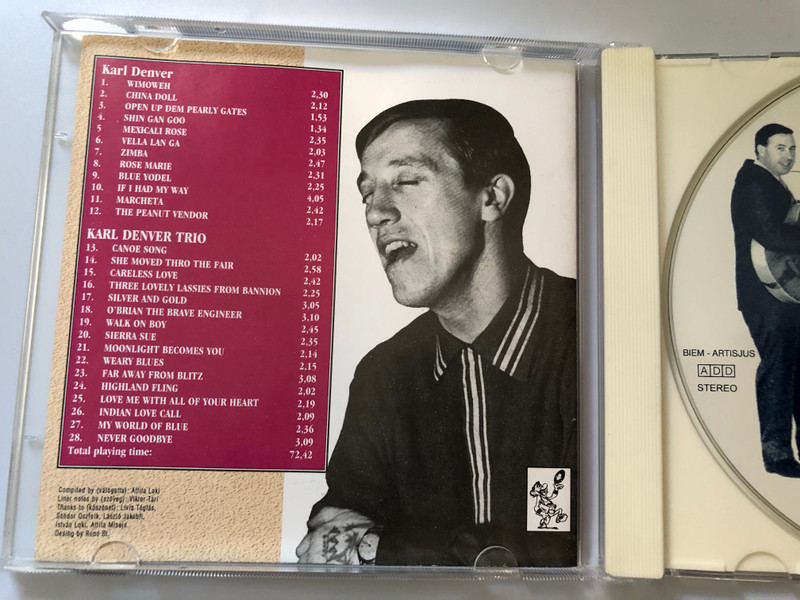 Karl Denver
1. WIMOWEH 2,30
2. CHINA DOLL 2,12
3. OPEN UP DEM PEARLY GATES 1,53
4. SHIN GAN GOO 1,34
5 MEXICALI ROSE 2,35
6. VELLA LAN GA 2,03
7. ZIMBA 2,47
8. ROSE MARIE 2,31
9. BLUE YODEL 2,25
10. IF I HAD MY WAY 4,05
11. MARCHETA 2,42
12. THE PEANUT VENDOR 2,17
KARL DENVER TRIO
13. CANOE SONG 2,02
14. SHE MOVED THRO THE FAIR 2,58
15. CARELESS LOVE 2,42
16. THREE LOVELY LASSIES FROM BANNION 2,25
17. SILVER AND GOLD 3,05
18. O'BRIAN THE BRAVE ENGINEER 3,10
19. WALK ON BOY 2,45
20. SIERRA SUE 2,35
21. MOONLIGHT BECOMES YOU 2,14
22. WEARY BLUES 2,15
23. FAR AWAY FROM BLITZ 3,08
24. HIGHLAND FLING 2,02
25. LOVE ME WITH ALL OF YOUR HEART 2,19
26. INDIAN LOVE CALL 2,09
27. MY WORLD OF BLUE 2,36
28. NEVER GOODBYE 3,09
Total playing time: 72,42
Compiled by (válogatta): Attila Loki
Liner notes by (szöveg): Viktor Tari
Thanks to (köszönet): Lívia Téglás,
Sándor Oszfolk, László Jakabfi,
István Loki, Attila
Desing by René St.
BIEM - ARTISJUS
ADD
STEREO